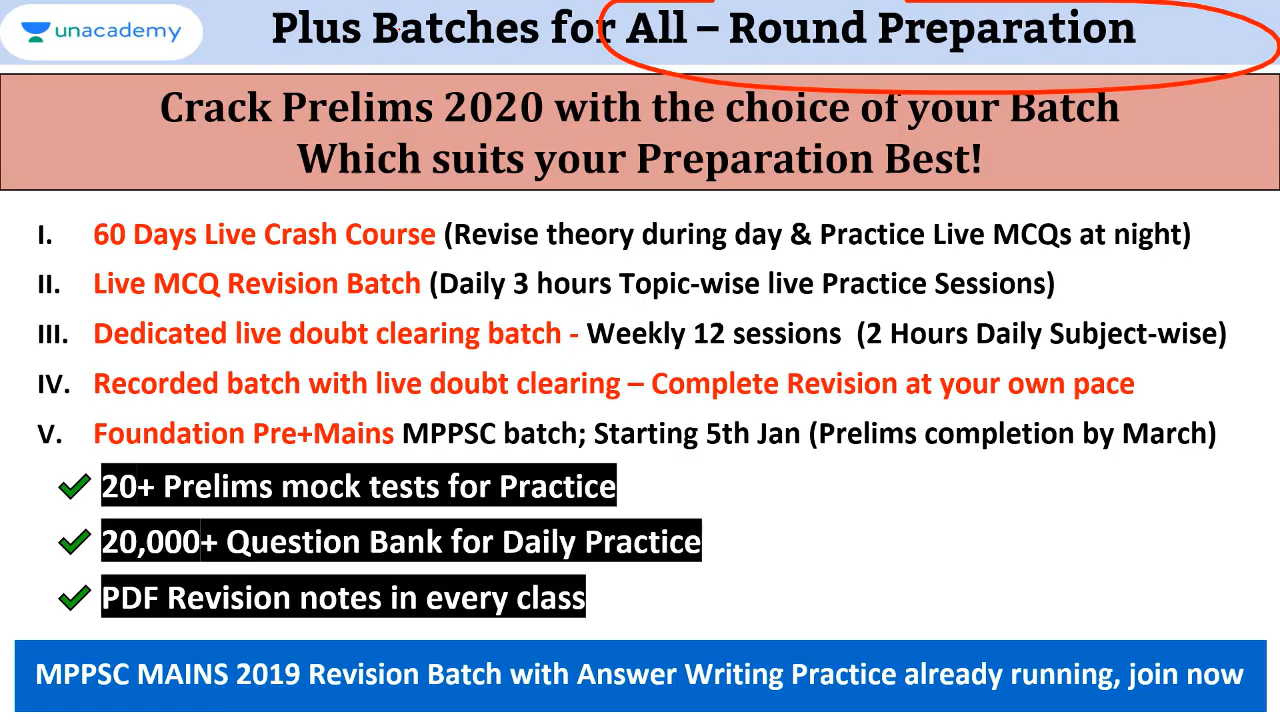 unacademy
Plus Batches for All – Round Preparation
Crack Prelims 2020 with the choice of your Batch
Which suits your Preparation Best!
I. 60 Days Live Crash Course (Revise theory during day & Practice Live MCQs at night)
II. Live MCQ Revision Batch (Daily 3 hours Topic-wise live Practice Sessions)
III. Dedicated live doubt clearing batch - Weekly 12 sessions (2 Hours Daily Subject-wise)
IV. Recorded batch with live doubt clearing – Complete Revision at your own pace
V. Foundation Pre+Mains MPPSC batch; Starting 5th Jan (Prelims completion by March)
20+ Prelims mock tests for Practice
20,000+ Question Bank for Daily Practice
PDF Revision notes in every class
MPPSC MAINS 2019 Revision Batch with Answer Writing Practice already running, join now